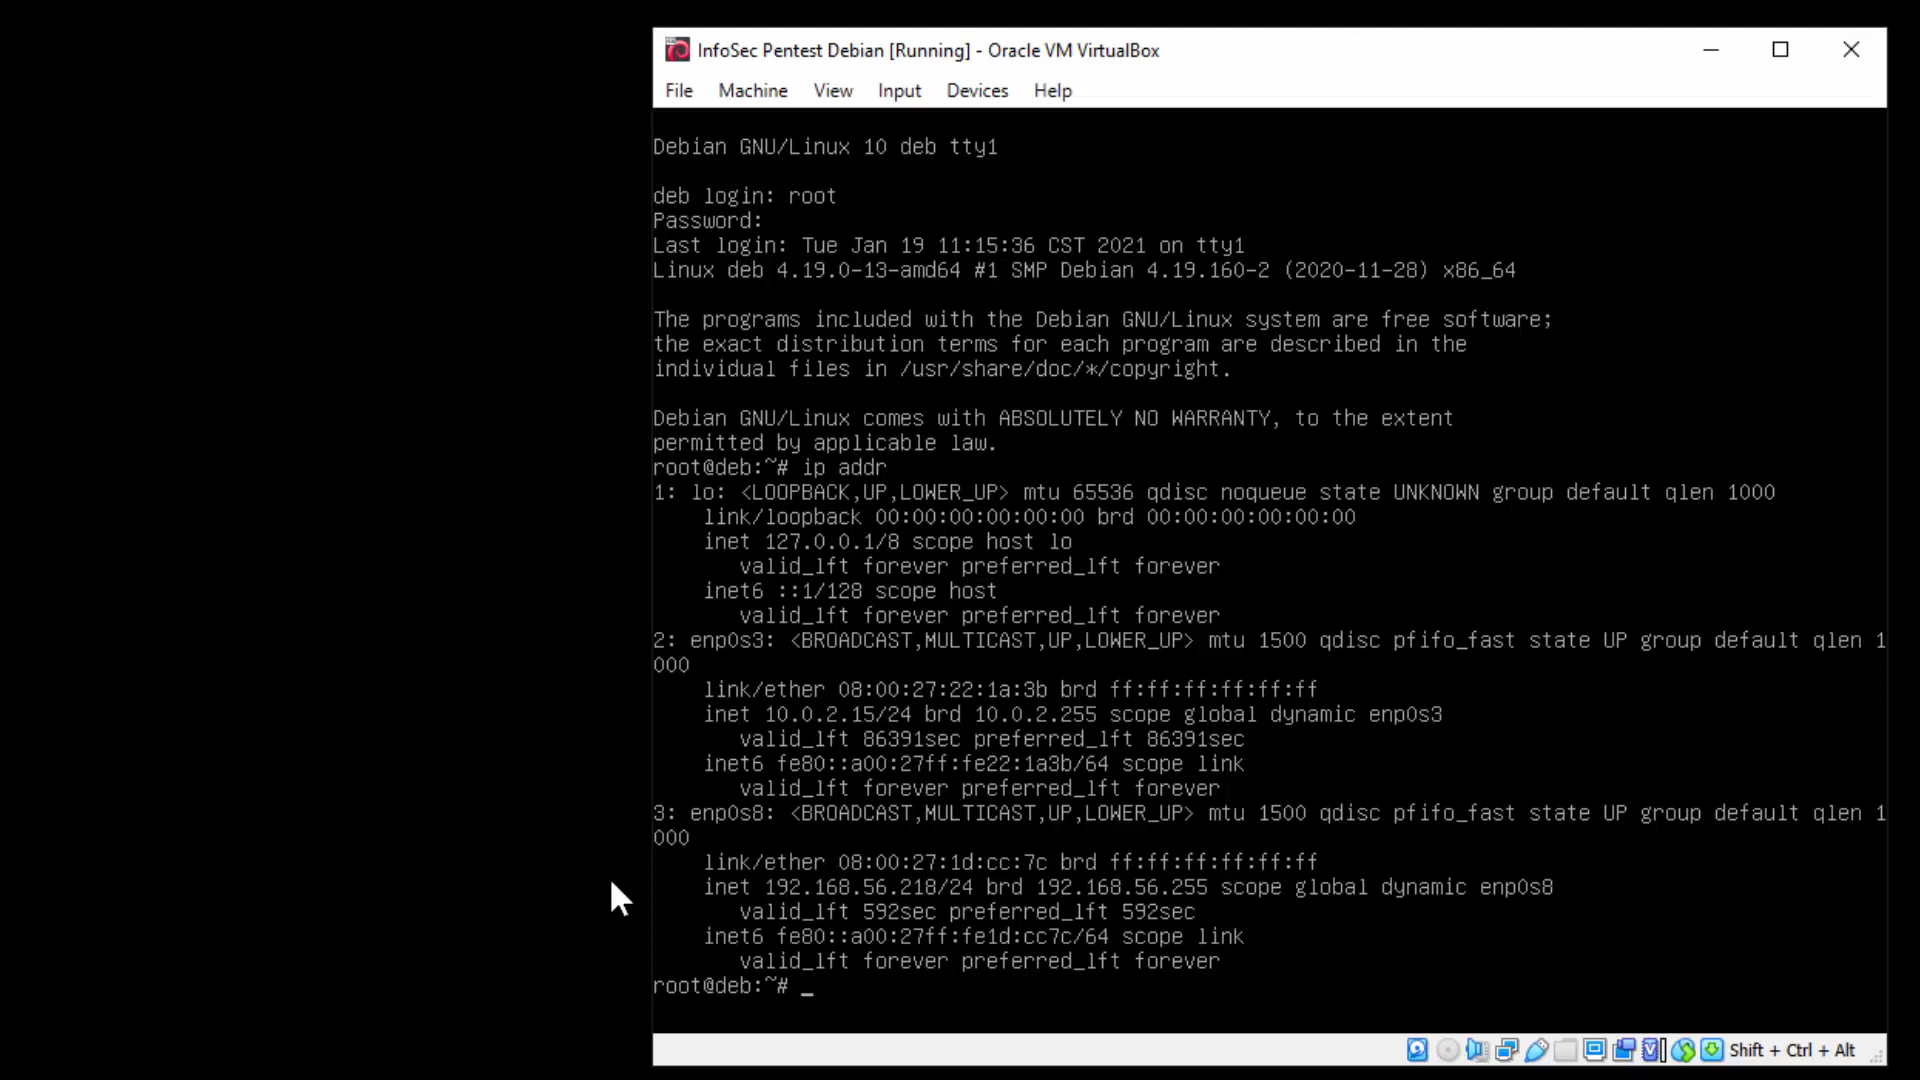 InfoSec Pentest Debian [Running] - Oracle VM VirtualBox
File Machine View Input Devices Help
Debian GNU/Linux 10 deb tty1
deb login: root
Password:
Last login: Tue Jan 19 11:15:36 CST 2021 on tty1
Linux deb 4.19.0-13-amd64 #1 SMP Debian 4.19.160-2 (2020-11-28) x86_64
The programs included with the Debian GNU/Linux system are free software;
the exact distribution terms for each program are described in the
individual files in /usr/share/doc/*/copyright.
Debian GNU/Linux comes with ABSOLUTELY NO WARRANTY, to the extent
permitted by applicable law.
root@deb:~# ip addr
1: lo: <LOOPBACK,UP,LOWER_UP> mtu 65536 qdisc noqueue state UNKNOWN group default qlen 1000
link/loopback 00:00:00:00:00:00 brd 00:00:00:00:00:00
inet 127.0.0.1/8 scope host lo
valid_lft forever preferred_lft forever
inet6 ::1/128 scope host
valid_lft forever preferred_lft forever
2: enp0s3: <BROADCAST,MULTICAST,UP,LOWER_UP> mtu 1500 qdisc pfifo_fast state UP group default qlen 1
000
link/ether 08:00:27:22:1a:3b brd ff:ff:ff:ff:ff:ff
inet 10.0.2.15/24 brd 10.0.2.255 scope global dynamic enp0s3
valid_lft 86391sec preferred_lft 86391sec
inet6 fe80::a00:27ff:fe22:1a3b/64 scope link
valid_lft forever preferred_lft forever
3: enp0s8: <BROADCAST,MULTICAST,UP,LOWER_UP> mtu 1500 qdisc pfifo_fast state UP group default qlen 1
000
link/ether 08:00:27:1d:cc:7c brd ff:ff:ff:ff:ff:ff
inet 192.168.56.218/24 brd 192.168.56.255 scope global dynamic enp0s8
valid_lft 592sec preferred_lft 592sec
inet6 fe80::a00:27ff:fe1d:cc7c/64 scope link
valid_lft forever preferred_lft forever
root@deb:~# _
Shift + Ctrl + Alt